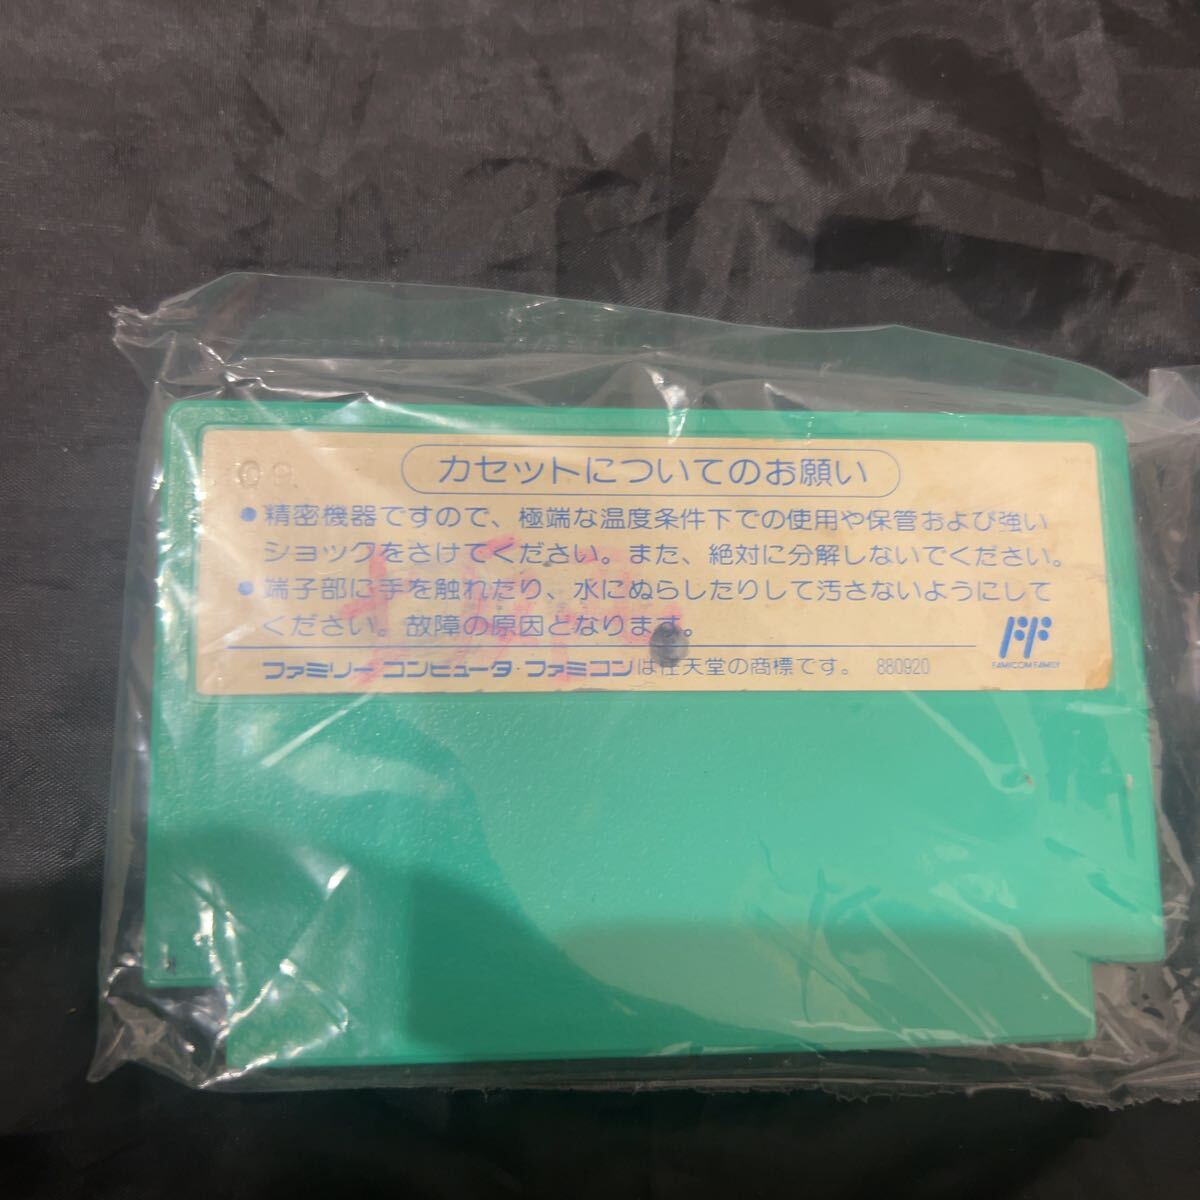 09
カセットについてのお願い
●精密機器ですので、極端な温度条件下での使用や保管および強い
ショックをさけてください。また、絶対に分解しないでください。
●端子部に手を触れたり、水にぬらしたりして汚さないようにして
ください。故障の原因となります。
FAMICOM FAMILY
ファミリーコンピュータ・ファミコンは任天堂の商標です。 880920